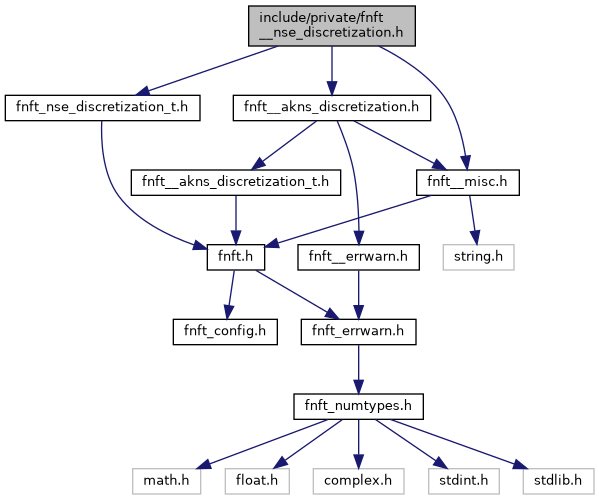 include/private/fnft
__nse_discretization.h
fnft_nse_discretization_t.h
fnft__akns_discretization.h
fnft__akns_discretization_t.h
fnft__misc.h
fnft.h
fnft__errwarn.h
string.h
fnft_config.h
fnft_errwarn.h
fnft_numtypes.h
math.h
float.h
complex.h
stdint.h
stdlib.h